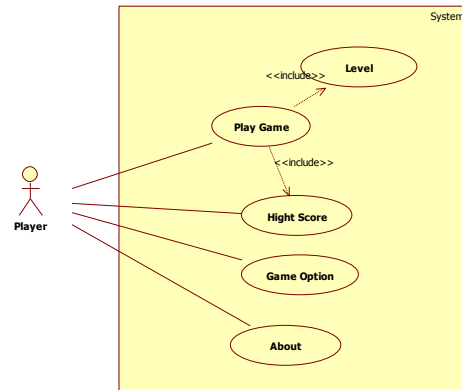 System
Level
<<include>>
Play Game
<<include>>
Hight Score
Player
Game Option
About